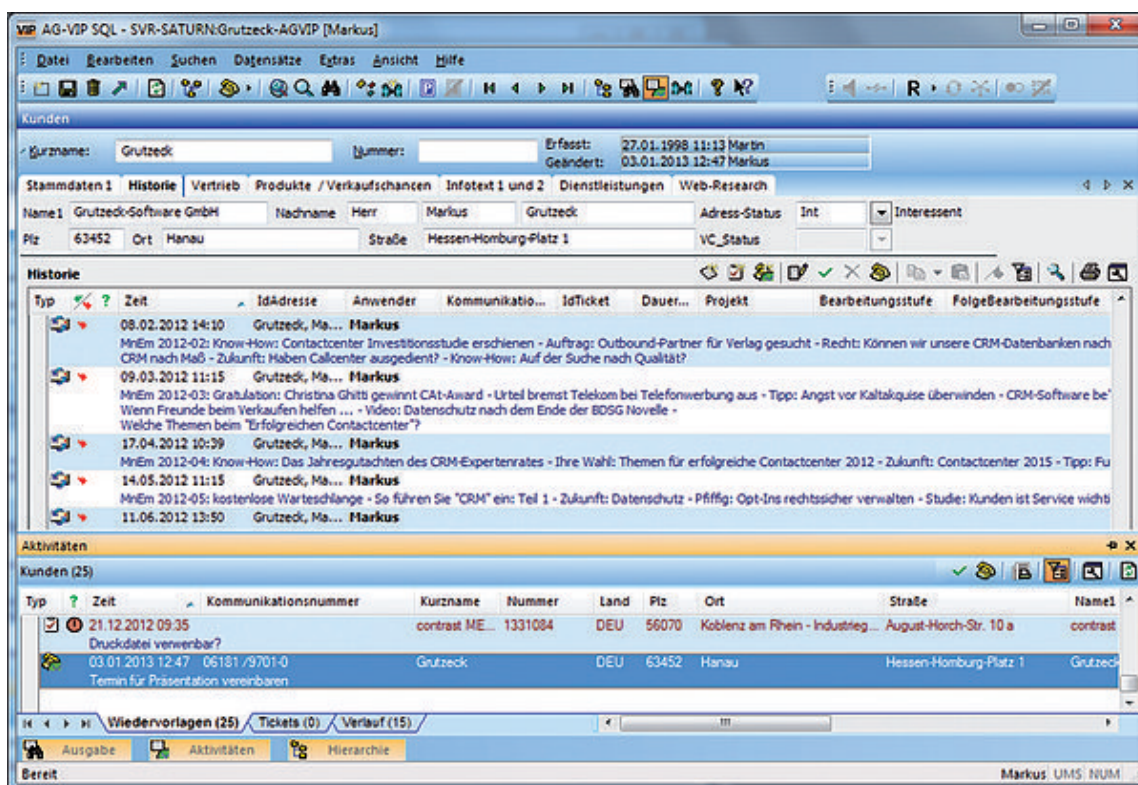 VIP AG-VIP SQL - SVR-SATURN:Grutzeck-AGVIP [Markus]
Datei Bearbeiten Suchen Datensätze Extras Ansicht Hilfe
R
Kunden
Kurzname: Grutzeck Nummer: Erfasst: 27.01.1998 11:13 Martin
Geändert: 03.01.2013 12:47 Markus
Stammdaten 1 Historie Vertrieb Produkte / Verkaufschancen Infotext 1 und 2 Dienstleistungen Web-Research
Name1 Grutzeck-Software GmbH Nachname Herr Markus Grutzeck Adress-Status Int Interessent
Plz 63452 Ort Hanau Straße Hessen-Homburg-Platz 1 VC_Status
Historie
Typ ? Zeit IdAdresse Anwender Kommunikatio... IdTicket Dauer... Projekt Bearbeitungsstufe FolgeBearbeitungsstufe
08.02.2012 14:10 Grutzeck, Ma... Markus
MnEm 2012-02: Know-How: Contactcenter Investitionsstudie erschienen - Auftrag: Outbound-Partner für Verlag gesucht - Recht: Können wir unsere CRM-Datenbanken nach
CRM nach Maß - Zukunft: Haben Callcenter ausgedient? - Know-How: Auf der Suche nach Qualität?
09.03.2012 11:15 Grutzeck, Ma... Markus
MnEm 2012-03: Gratulation: Christina Ghitti gewinnt CAt-Award - Urteil bremst Telekom bei Telefonwerbung aus - Tipp: Angst vor Kaltakquise überwinden - CRM-Software be
Wenn Freunde beim Verkaufen helfen ... - Video: Datenschutz nach dem Ende der BDSG Novelle -
Welche Themen beim "Erfolgreichen Contactcenter"?
17.04.2012 10:39 Grutzeck, Ma... Markus
MnEm 2012-04: Know-How: Das Jahresgutachten des CRM-Expertenrates - Ihre Wahl: Themen für erfolgreiche Contactcenter 2012 - Zukunft: Contactcenter 2015 - Tipp: Fu
14.05.2012 11:15 Grutzeck, Ma... Markus
MnEm 2012-05: kostenlose Warteschlange - So führen Sie "CRM" ein: Teil 1 - Zukunft: Datenschutz - Pfiffig: Opt-Ins rechtssicher verwalten - Studie: Kunden ist Service wichti
11.06.2012 13:50 Grutzeck, Ma... Markus
Aktivitäten
Kunden (25)
Typ ? Zeit Kommunikationsnummer Kurzname Nummer Land Plz Ort Straße Name1
21.12.2012 09:35 contrast ME... 1331084 DEU 56070 Koblenz am Rhein - Industrieg... August-Horch-Str. 10 a contrast
Druckdatei verwenbar?
03.01.2013 12:47 06181 /9701-0 Grutzeck DEU 63452 Hanau Hessen-Homburg-Platz 1 Grutzeck
Termin für Präsentation vereinbaren
Wiedervorlagen (25) Tickets (0) Verlauf (15)
Ausgabe Aktivitäten Hierarchie
Bereit Markus UMS NUM